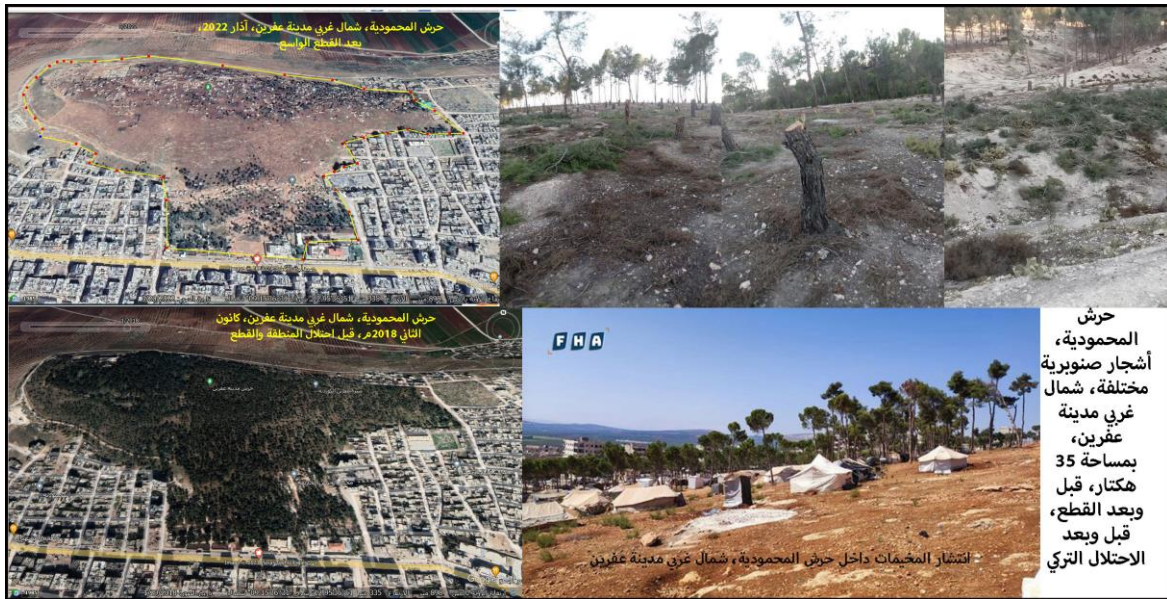 حرش المحمودية، شمال غربي مدينة عفرين، آذار 2022،
بعد القطع الواسع
حرش المحمودية، شمال غربي مدينة عفرين، كانون
الثاني 2018م، قبل احتلال المنطقة والقطع
FHA
انتشار المخيمات داخل حرش المحمودية، شمال غربي مدينة عفرين
حرش
المحمودية،
أشجار صنوبرية
مختلفة، شمال
غربي مدينة
عفرين،
بمساحة 35
هكتار، قبل
وبعد القطع،
قبل وبعد
الاحتلال التركي